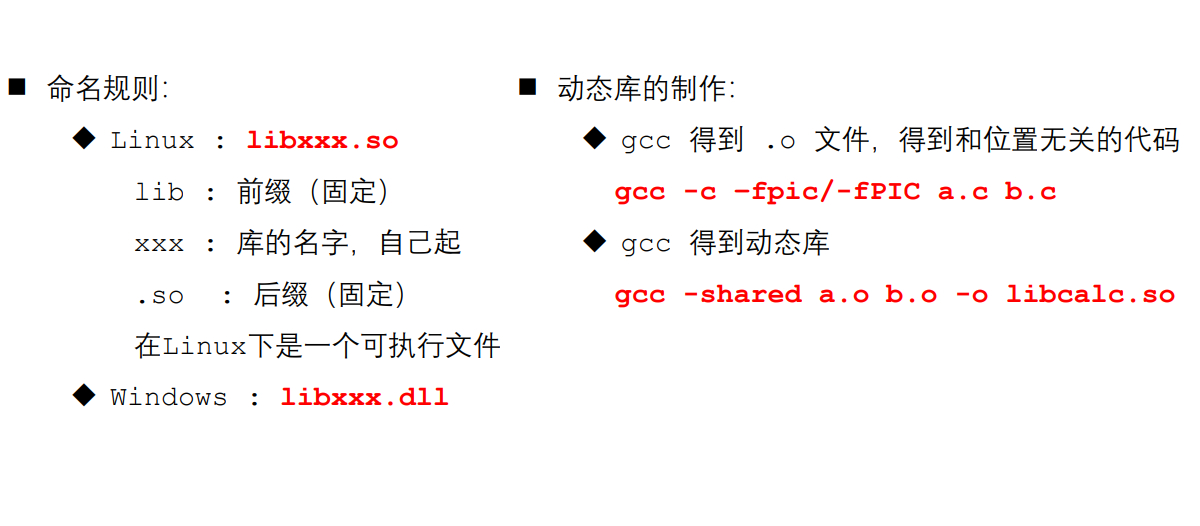 ■ 命名规则：
◆ Linux : libxxx.so
lib : 前缀（固定）
xxx : 库的名字，自己起
.so : 后缀（固定）
在Linux下是一个可执行文件
◆ Windows : libxxx.dll
■ 动态库的制作：
◆ gcc 得到 .o 文件，得到和位置无关的代码
gcc -c –fpic/-fPIC a.c b.c
◆ gcc 得到动态库
gcc -shared a.o b.o -o libcalc.so